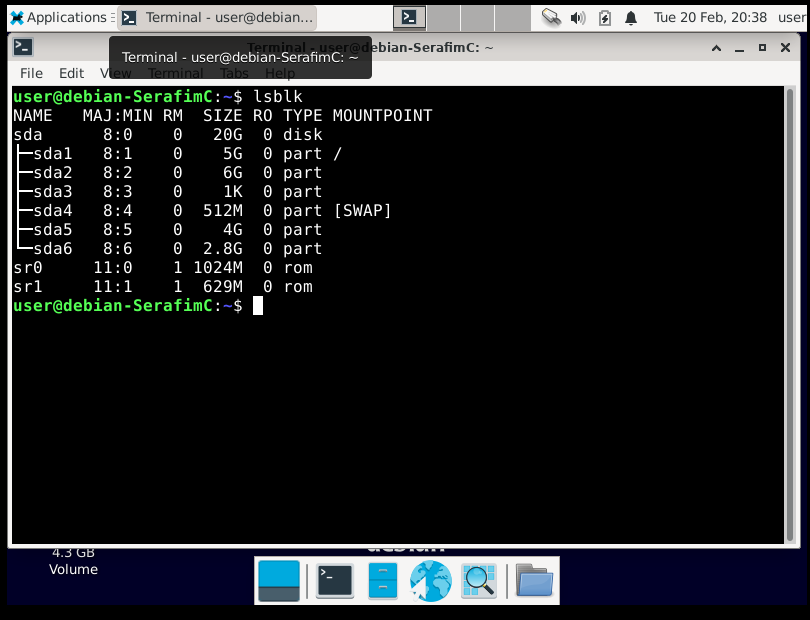 Applications
Terminal - user@debian...
Tue 20 Feb, 20:38
user
Terminal - user@debian-SerafimC: ~
Terminal - user@debian-SerafimC: ~
File Edit View Terminal Tabs Help
user@debian-SerafimC:~$ lsblk
NAME MAJ:MIN RM SIZE RO TYPE MOUNTPOINT
sda 8:0 0 20G 0 disk
├─sda1 8:1 0 5G 0 part /
├─sda2 8:2 0 6G 0 part
├─sda3 8:3 0 1K 0 part
├─sda4 8:4 0 512M 0 part [SWAP]
├─sda5 8:5 0 4G 0 part
└─sda6 8:6 0 2.8G 0 part
sr0 11:0 1 1024M 0 rom
sr1 11:1 1 629M 0 rom
user@debian-SerafimC:~$
4.3 GB
Volume